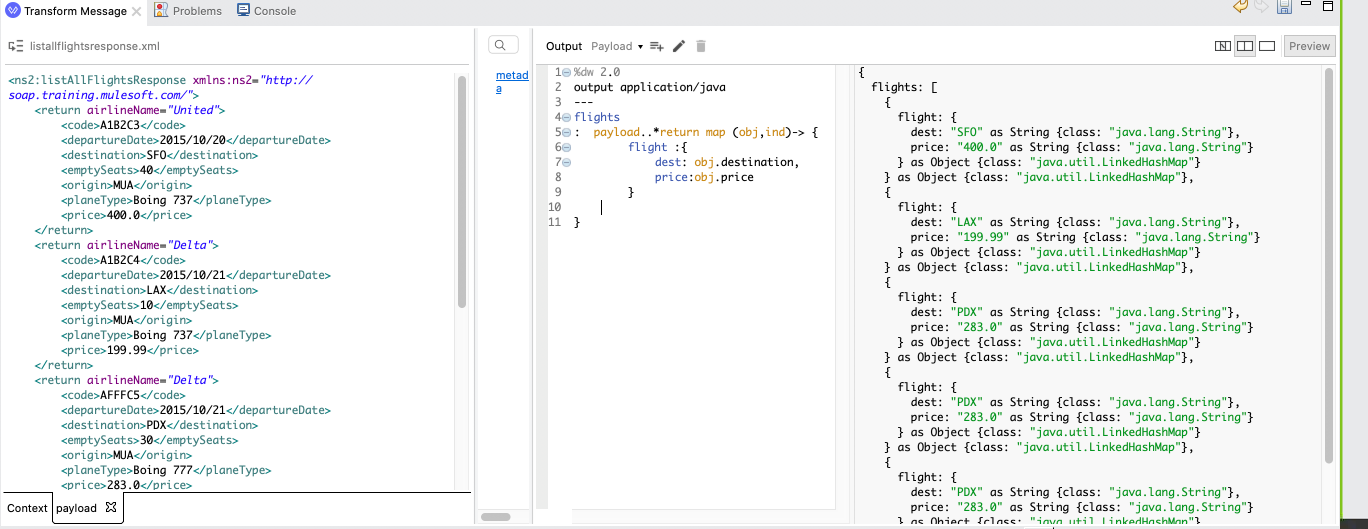 Transform Message
Problems
Console
listallflightsresponse.xml
<ns2:listAllFlightsResponse xmlns:ns2="http://
soap.training.mulesoft.com/">
<return airlineName="United">
<code>A1B2C3</code>
<departureDate>2015/10/20</departureDate>
<destination>SFO</destination>
<emptySeats>40</emptySeats>
<origin>MUA</origin>
<planeType>Boing 737</planeType>
<price>400.0</price>
</return>
<return airlineName="Delta">
<code>A1B2C4</code>
<departureDate>2015/10/21</departureDate>
<destination>LAX</destination>
<emptySeats>10</emptySeats>
<origin>MUA</origin>
<planeType>Boing 737</planeType>
<price>199.99</price>
</return>
<return airlineName="Delta">
<code>AFFFC5</code>
<departureDate>2015/10/21</departureDate>
<destination>PDX</destination>
<emptySeats>30</emptySeats>
<origin>MUA</origin>
<planeType>Boing 777</planeType>
<price>283.0</price>
Context
payload
metad
a
Output Payload
Preview
1 %dw 2.0
2 output application/java
3 ---
4 flights
5 :  payload..*return map (obj,ind)-> {
6 flight :{
7 dest: obj.destination,
8 price:obj.price
9 }
10
11 }
{
flights: [
{
flight: {
dest: "SFO" as String {class: "java.lang.String"},
price: "400.0" as String {class: "java.lang.String"}
} as Object {class: "java.util.LinkedHashMap"}
} as Object {class: "java.util.LinkedHashMap"},
{
flight: {
dest: "LAX" as String {class: "java.lang.String"},
price: "199.99" as String {class: "java.lang.String"}
} as Object {class: "java.util.LinkedHashMap"}
} as Object {class: "java.util.LinkedHashMap"},
{
flight: {
dest: "PDX" as String {class: "java.lang.String"},
price: "283.0" as String {class: "java.lang.String"}
} as Object {class: "java.util.LinkedHashMap"}
} as Object {class: "java.util.LinkedHashMap"},
{
flight: {
dest: "PDX" as String {class: "java.lang.String"},
price: "283.0" as String {class: "java.lang.String"}
} as Object {class: "java.util.LinkedHashMap"}
} as Object {class: "java.util.LinkedHashMap"},
{
flight: {
dest: "PDX" as String {class: "java.lang.String"},
price: "283.0" as String {class: "java.lang.String"}
} as Object {class: "java.util.LinkedHashMap"}